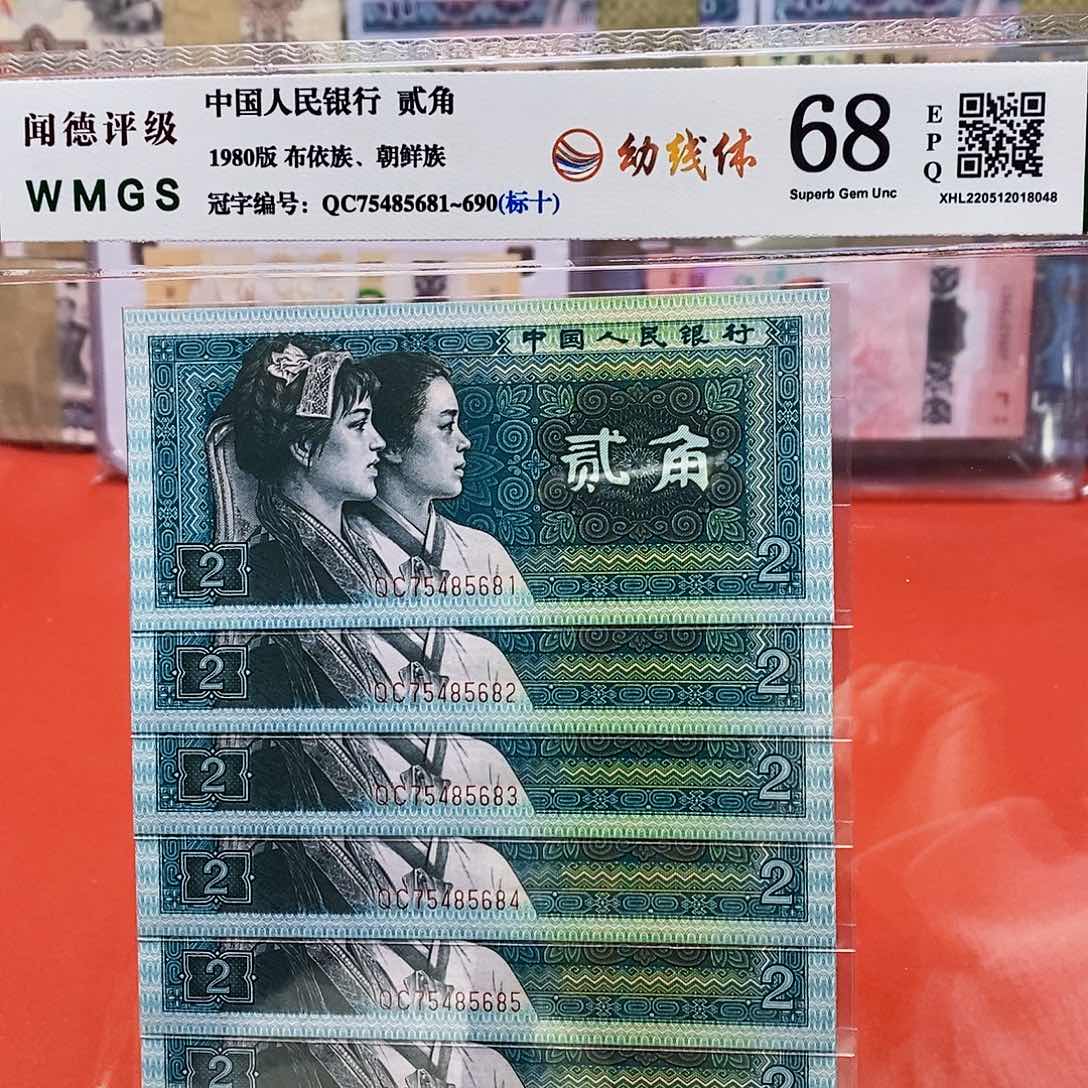 闻德评级
WMGS
中国人民银行 贰角
1980版 布依族、朝鲜族
冠字编号：QC75485681~690(标十)
幼线体
68
Superb Gem Unc
EPQ
XHL220512018048
中国人民银行
贰角
2
QC75485681
2
2
QC75485682
2
2
QC75485683
2
2
QC75485684
2
2
QC75485685
2
2
2